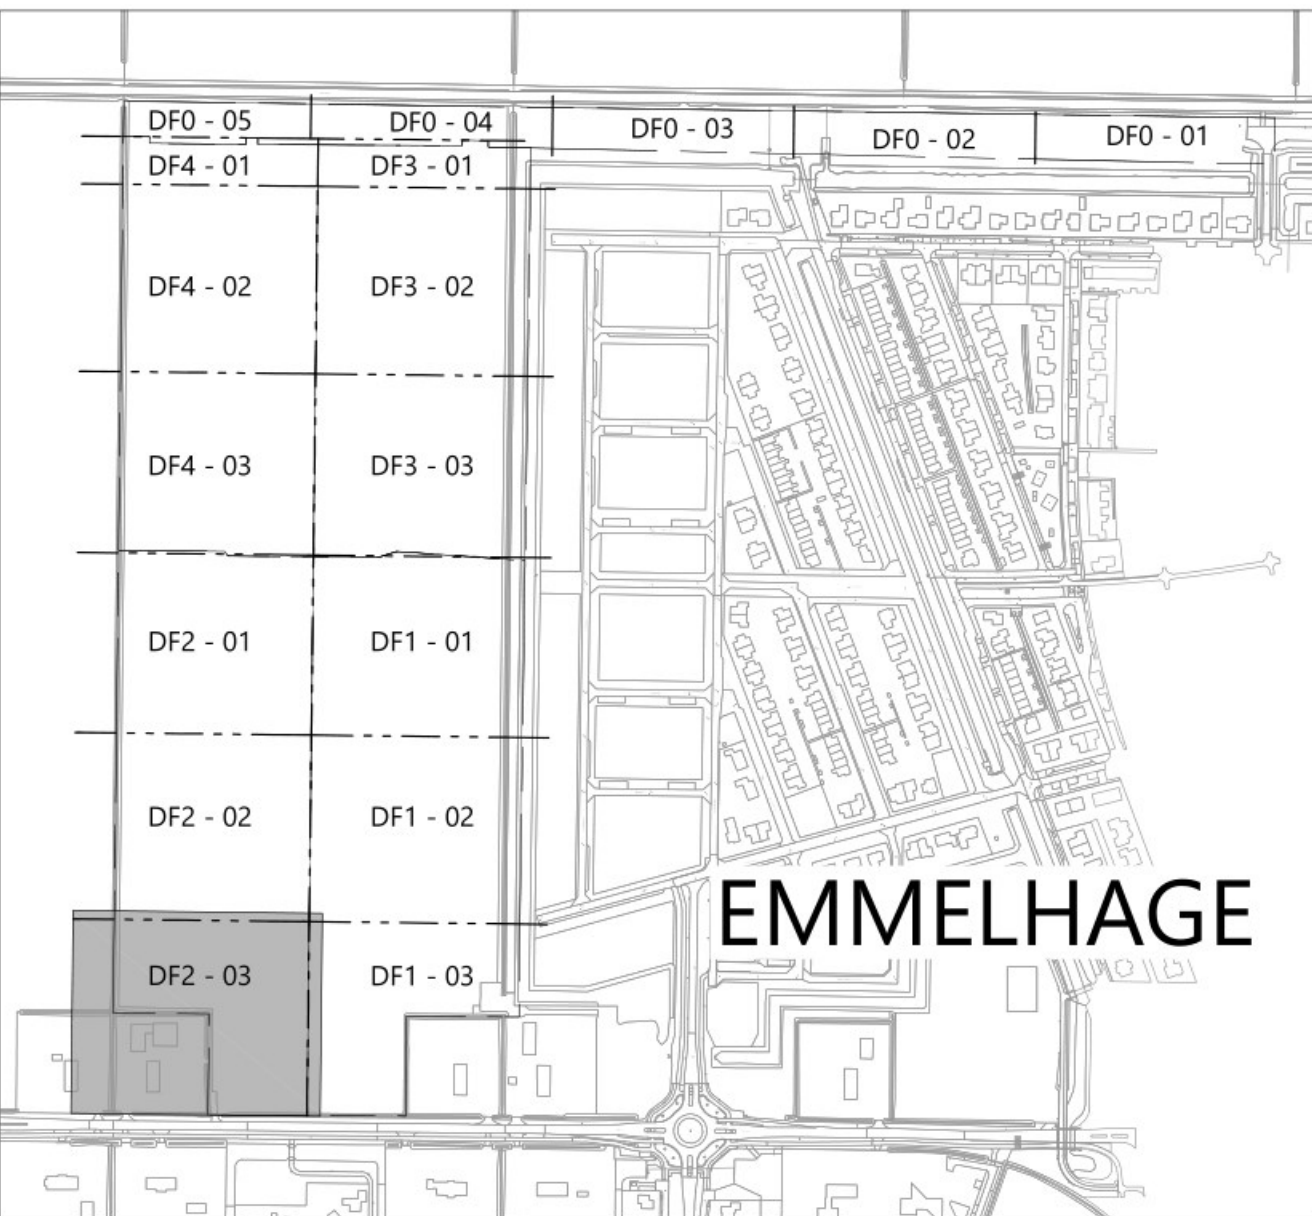 DF0 - 05
DF0 - 04
DF0 - 03
DF0 - 02
DF0 - 01
DF4 - 01
DF3 - 01
DF4 - 02
DF3 - 02
DF4 - 03
DF3 - 03
DF2 - 01
DF1 - 01
DF2 - 02
DF1 - 02
EMMELHAGE
DF2 - 03
DF1 - 03